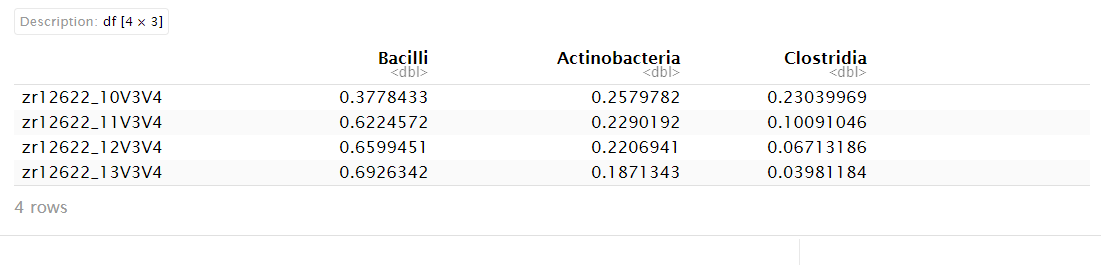 Description: df [4 × 3]
Bacilli Actinobacteria Clostridia
<dbl> <dbl> <dbl>
zr12622_10V3V4 0.3778433 0.2579782 0.23039969
zr12622_11V3V4 0.6224572 0.2290192 0.10091046
zr12622_12V3V4 0.6599451 0.2206941 0.06713186
zr12622_13V3V4 0.6926342 0.1871343 0.03981184
4 rows